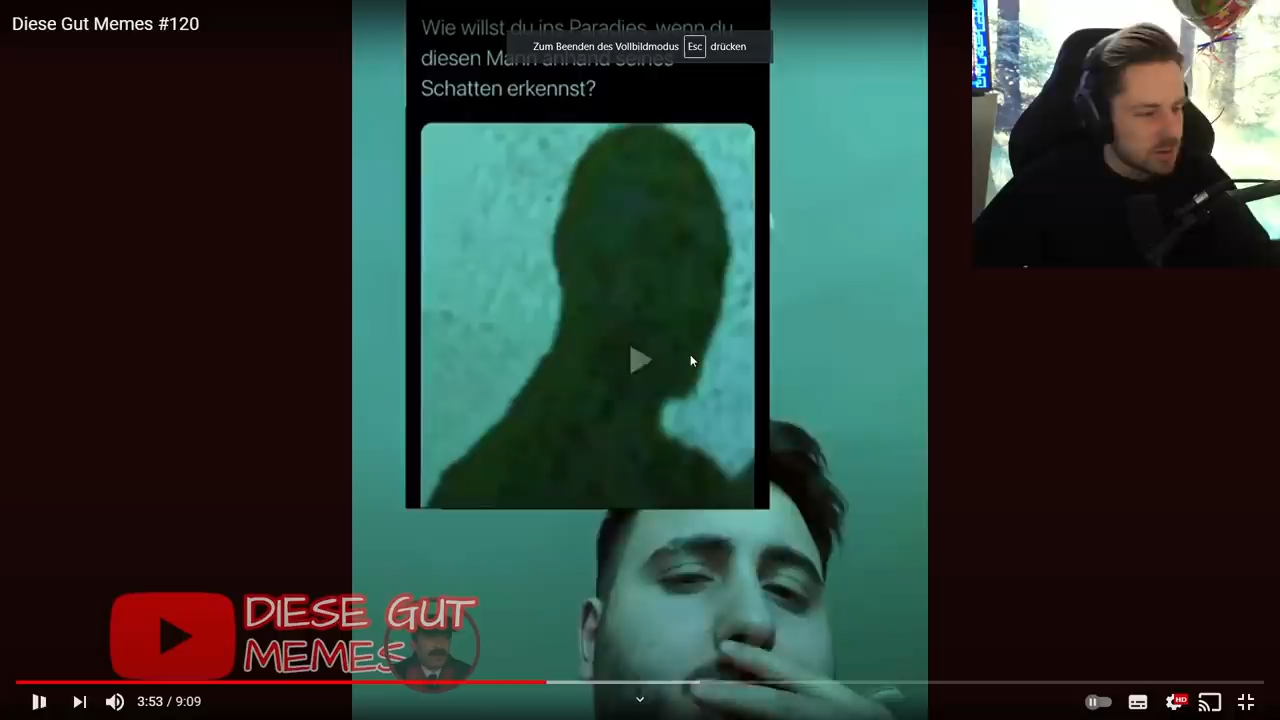 Diese Gut Memes #120
Wie willst du ins Paradies, wenn du
diesen Mann anhand seines
Schatten erkennst?
Zum Beenden des Vollbildmodus Esc drücken
DIESE GUT
MEMES
3:53 / 9:09
HD